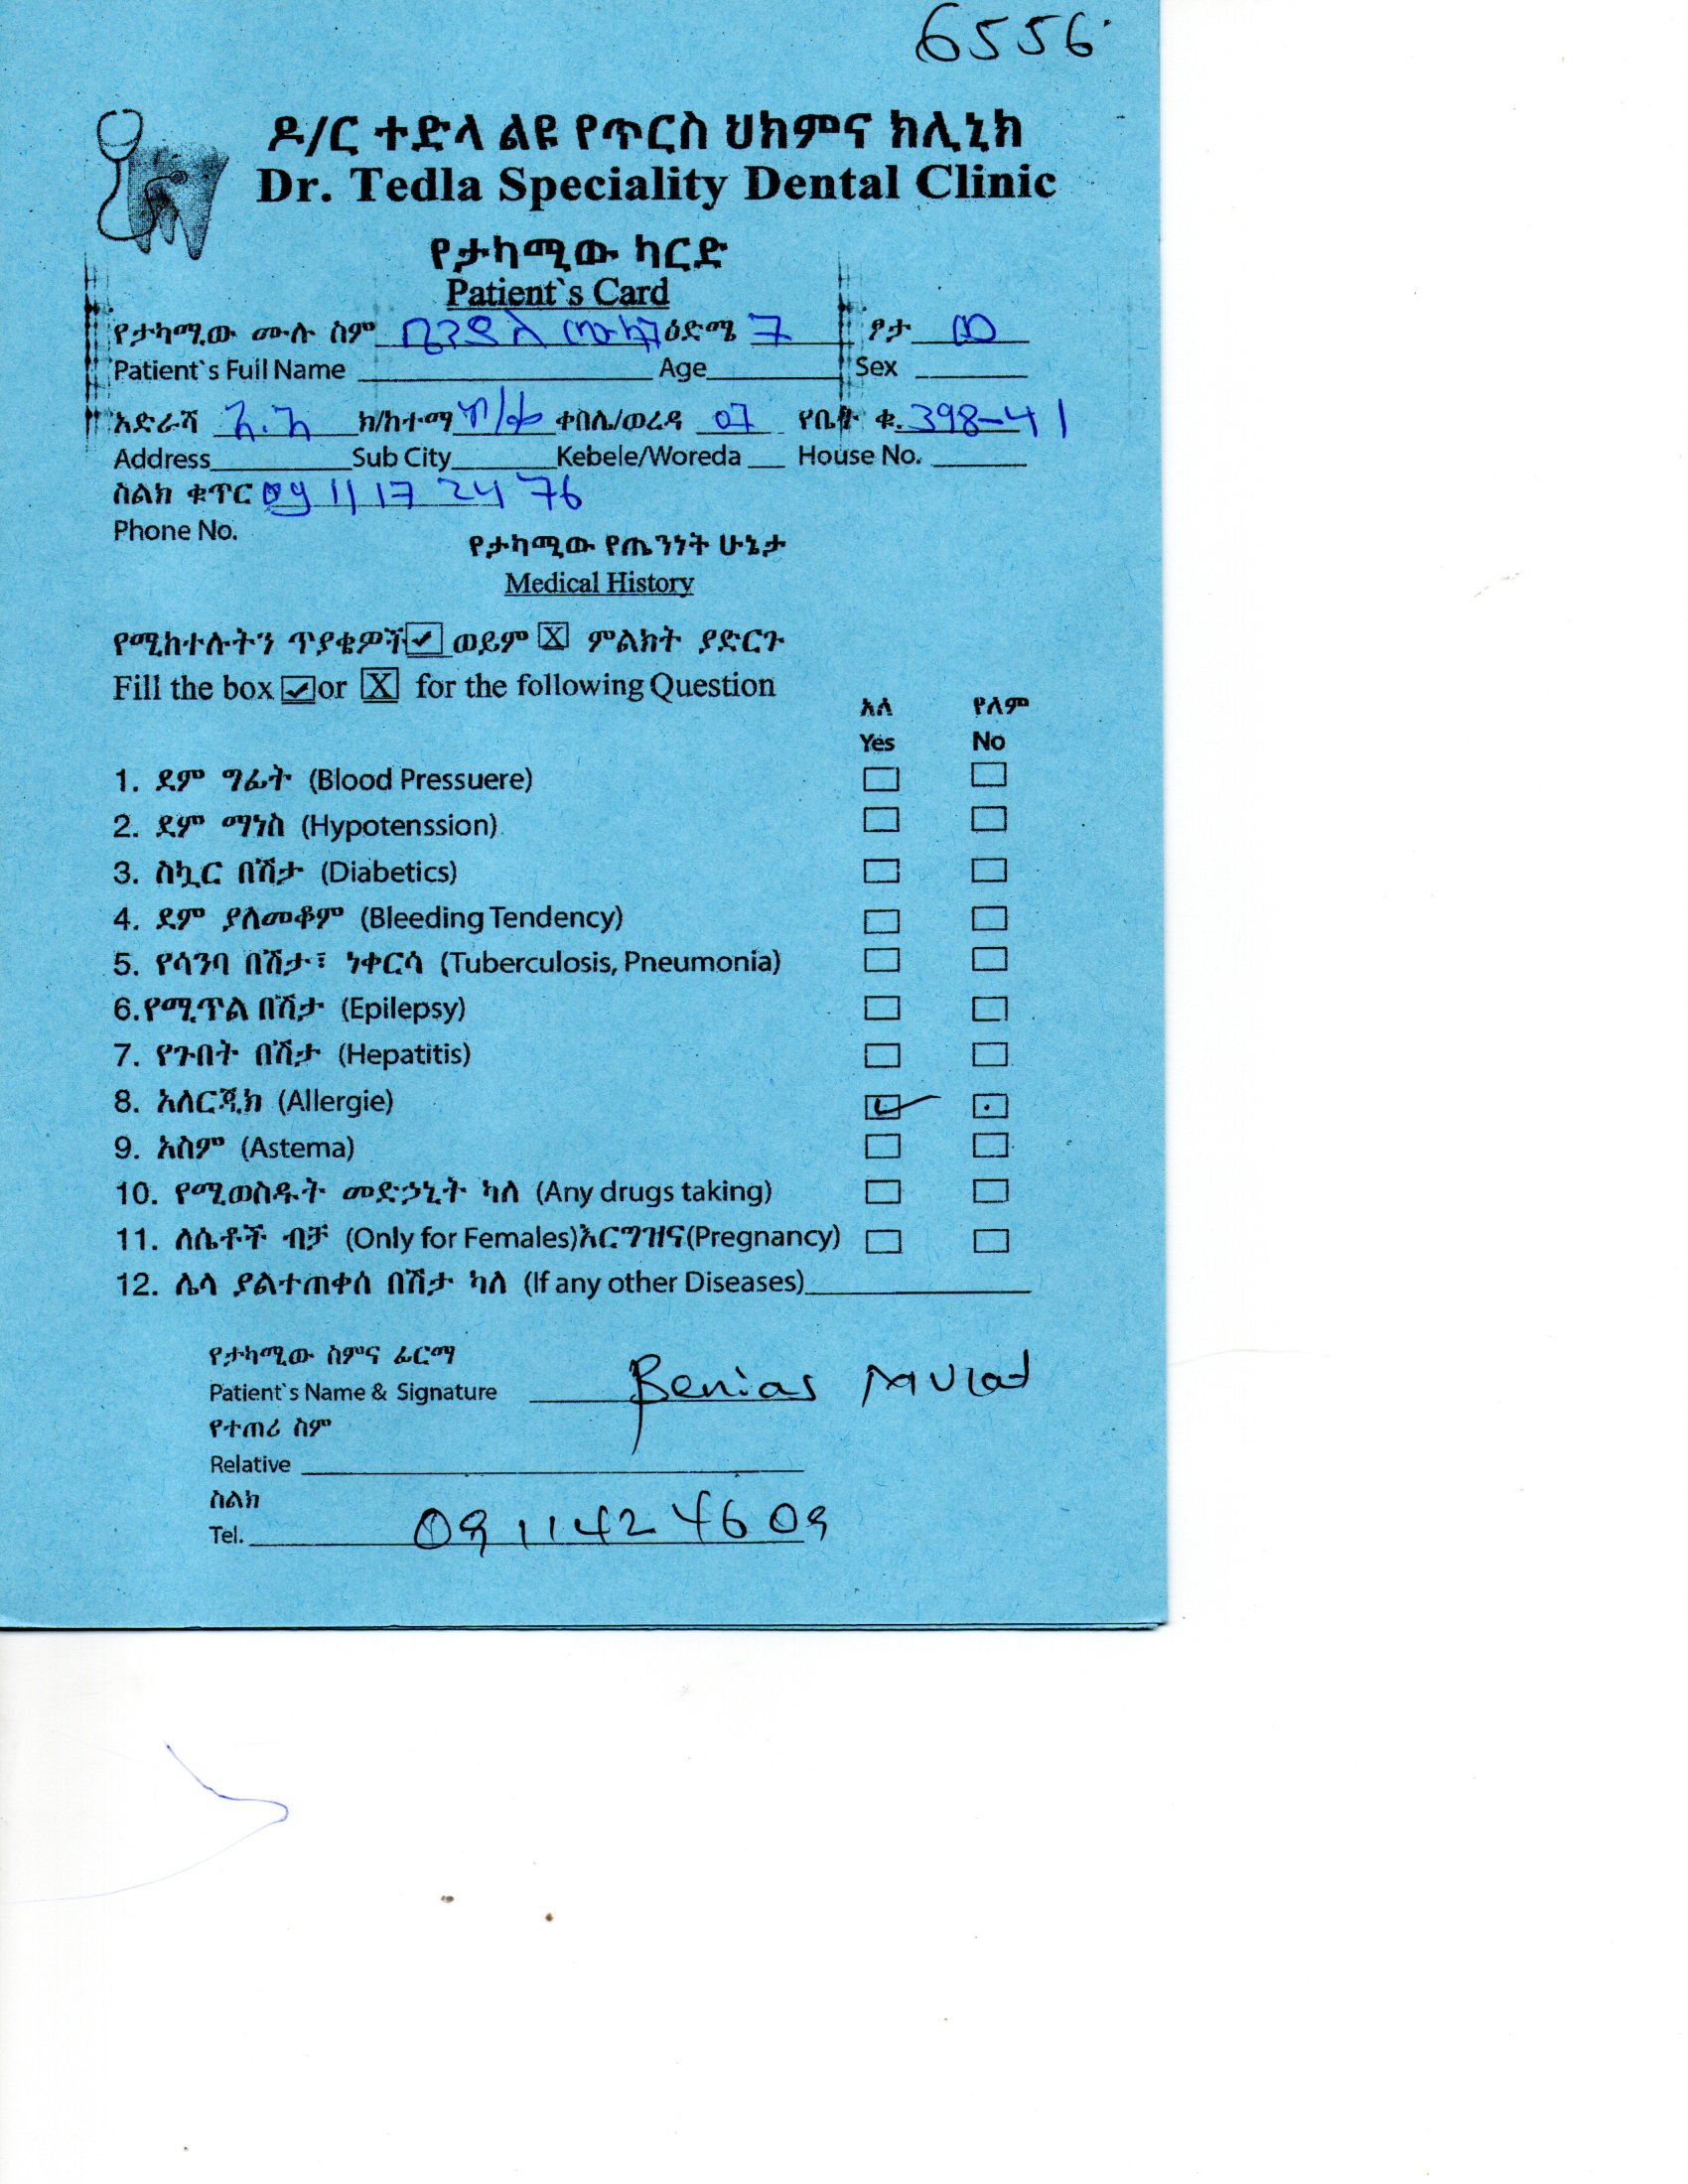 6556
ዶ/ር ተድላ ልዩ የጥርስ ህክምና ክሊኒክ
Dr. Tedla Speciality Dental Clinic
የታካሚው ካርድ
Patient`s Card
የታካሚው ሙሉ ስም ዕድሜ 7 ፆታ ወ
Patient`s Full Name Age Sex
አድራሻ አ.አ ክ/ከተማ ቀበሌ/ወረዳ 07 የቤት ቁ. 398-41
Address Sub City Kebele/Woreda House No.
ስልክ ቁጥር 0911172476
Phone No.
የታካሚው የጤንነት ሁኔታ
Medical History
የሚከተሉትን ጥያቄዎች ✓ ወይም X ምልክት ያድርጉ
Fill the box ✓ or X for the following Question
አለ የለም
Yes No
1. ደም ግፊት (Blood Pressuere)
2. ደም ማነስ (Hypotenssion)
3. ስኳር በሽታ (Diabetics)
4. ደም ያለመቆም (Bleeding Tendency)
5. የሳንባ በሽታ፣ ነቀርሳ (Tuberculosis, Pneumonia)
6.የሚጥል በሽታ (Epilepsy)
7. የጉበት በሽታ (Hepatitis)
8. አለርጂክ (Allergie) ✓
9. አስም (Astema)
10. የሚወስዱት መድኃኒት ካለ (Any drugs taking)
11. ለሴቶች ብቻ (Only for Females)እርግዝና(Pregnancy)
12. ሌላ ያልተጠቀሰ በሽታ ካለ (If any other Diseases)
የታካሚው ስምና ፊርማ
Patient`s Name & Signature Benias Mulat
የተጠሪ ስም
Relative
ስልክ
Tel. 0911424609